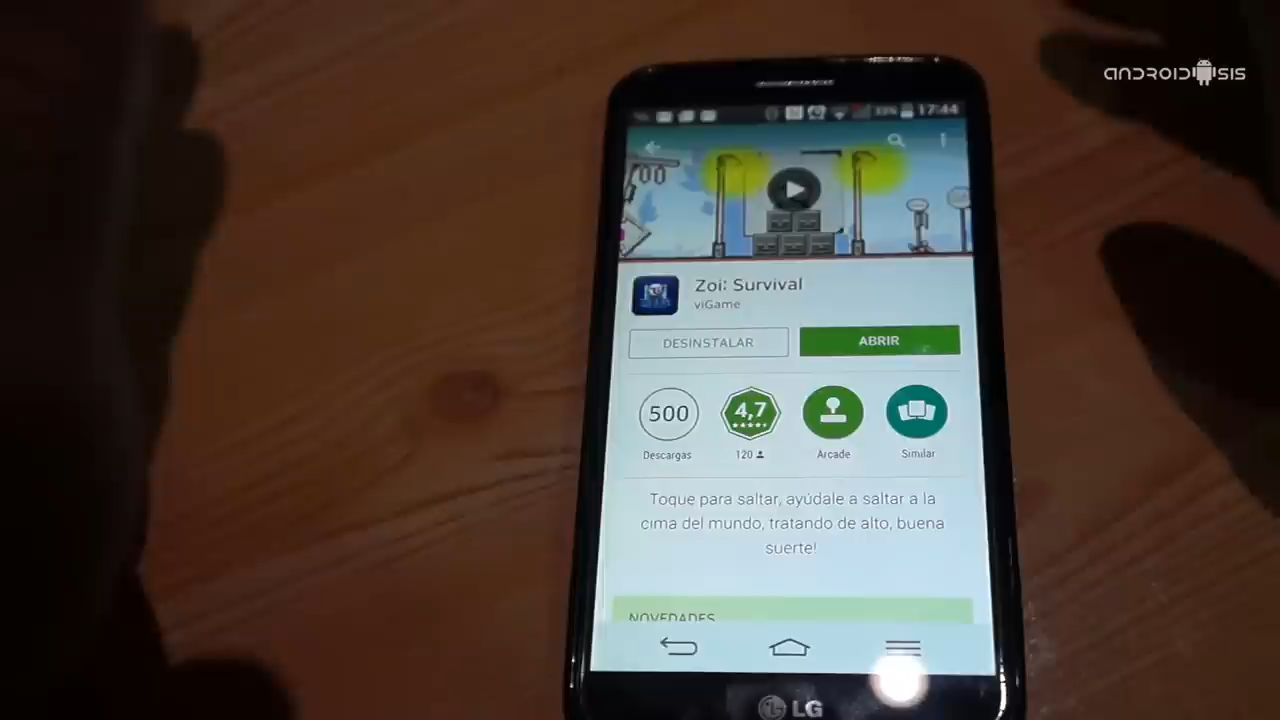 ANDROIDSIS
17:44
Zoi: Survival
viGame
DESINSTALAR
ABRIR
500
4,7
Descargas
120
Arcade
Similar
Toque para saltar, ayúdale a saltar a la
cima del mundo, tratando de alto, buena
suerte!
NOVEDADES
LG